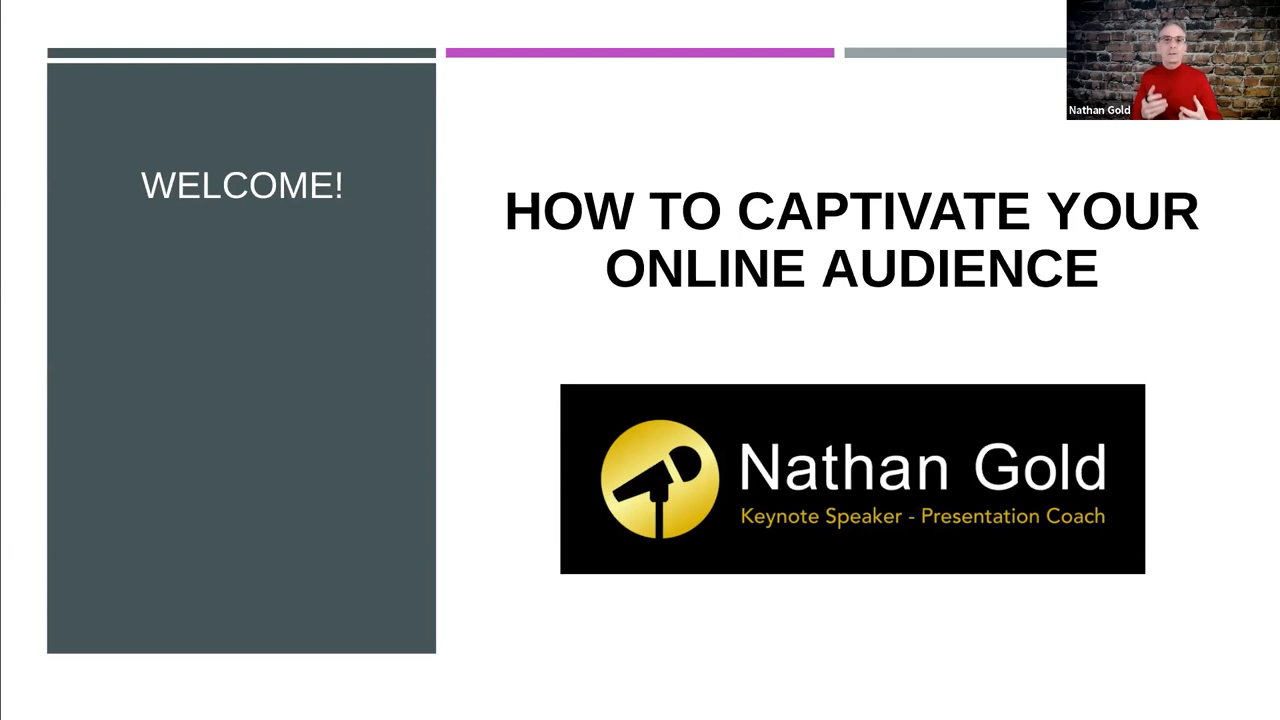 WELCOME!
HOW TO CAPTIVATE YOUR
ONLINE AUDIENCE
Nathan Gold
Keynote Speaker - Presentation Coach
Nathan Gold